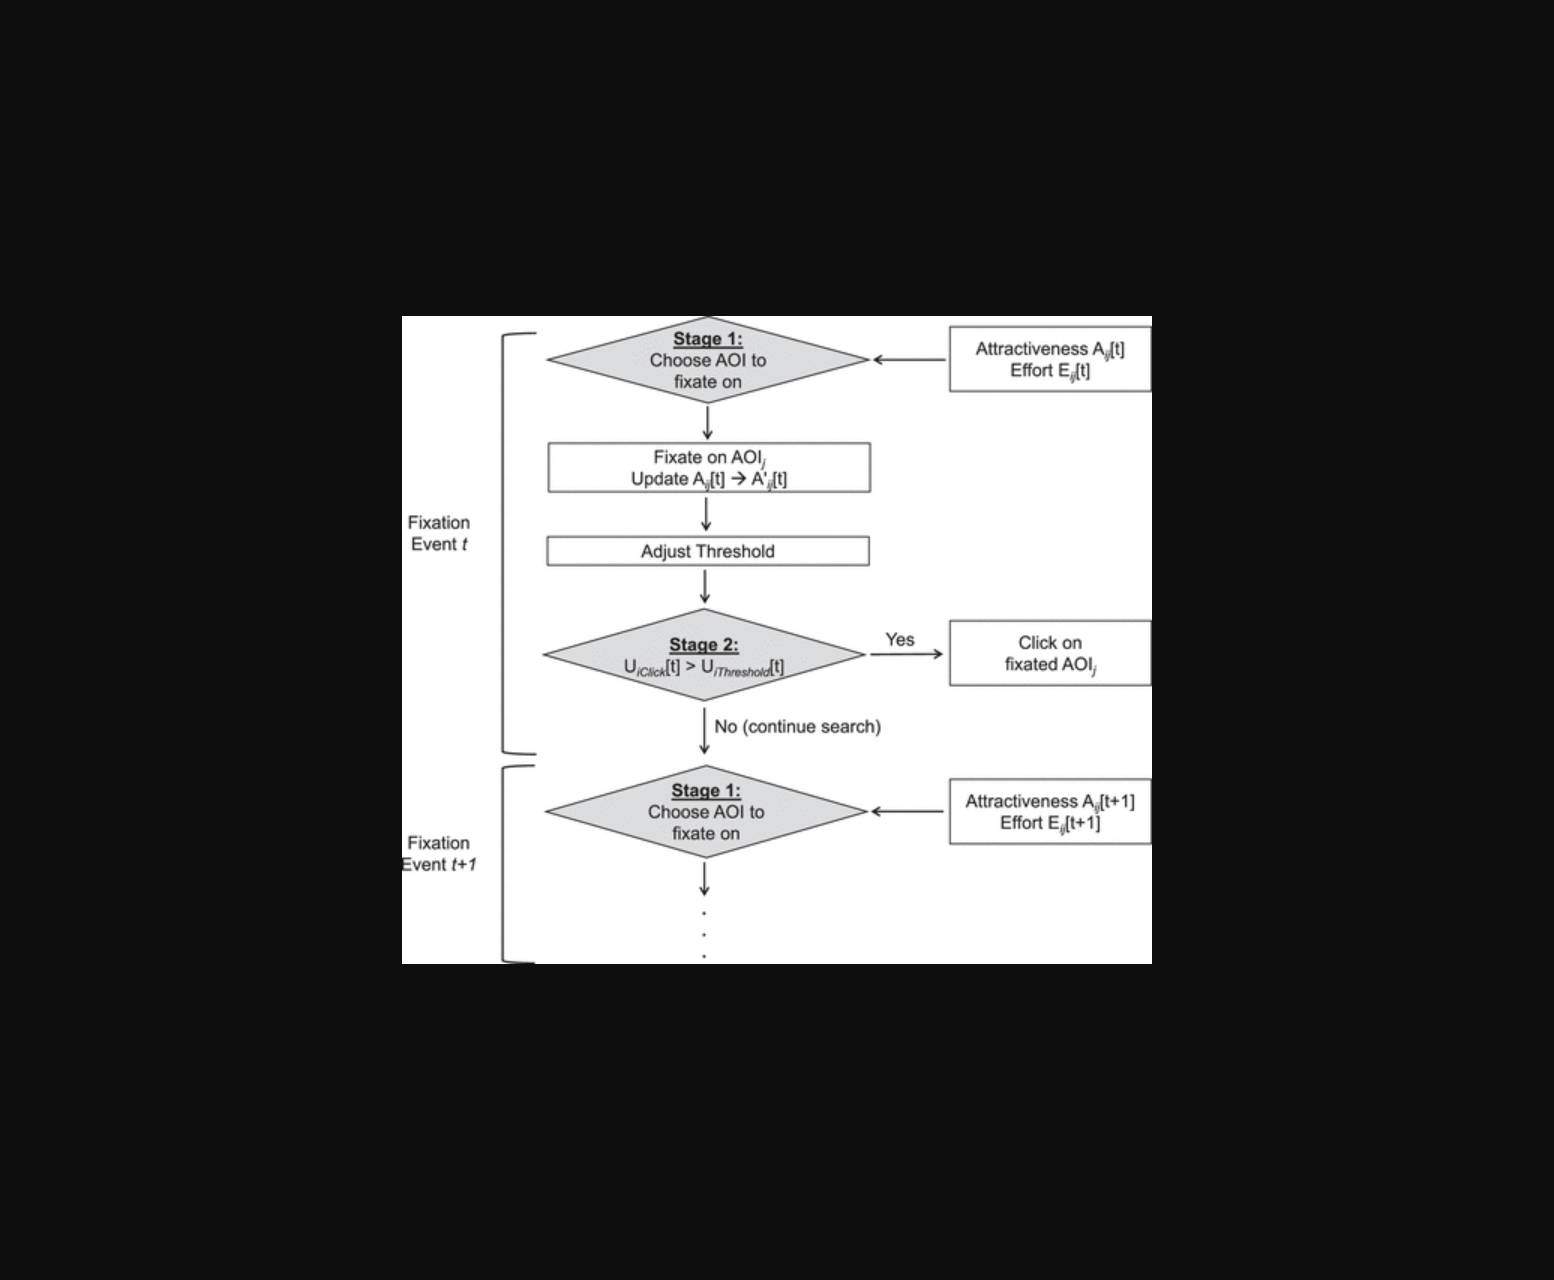 Stage 1:
Choose AOI to
fixate on
Attractiveness Aij[t]
Effort Eij[t]
Fixate on AOIj
Update Aij[t] → A'ij[t]
Fixation
Event t
Adjust Threshold
Stage 2:
UiClick[t] > UiThreshold[t]
Yes
Click on
fixated AOIj
No (continue search)
Stage 1:
Choose AOI to
fixate on
Attractiveness Aij[t+1]
Effort Eij[t+1]
Fixation
Event t+1
.
.
.